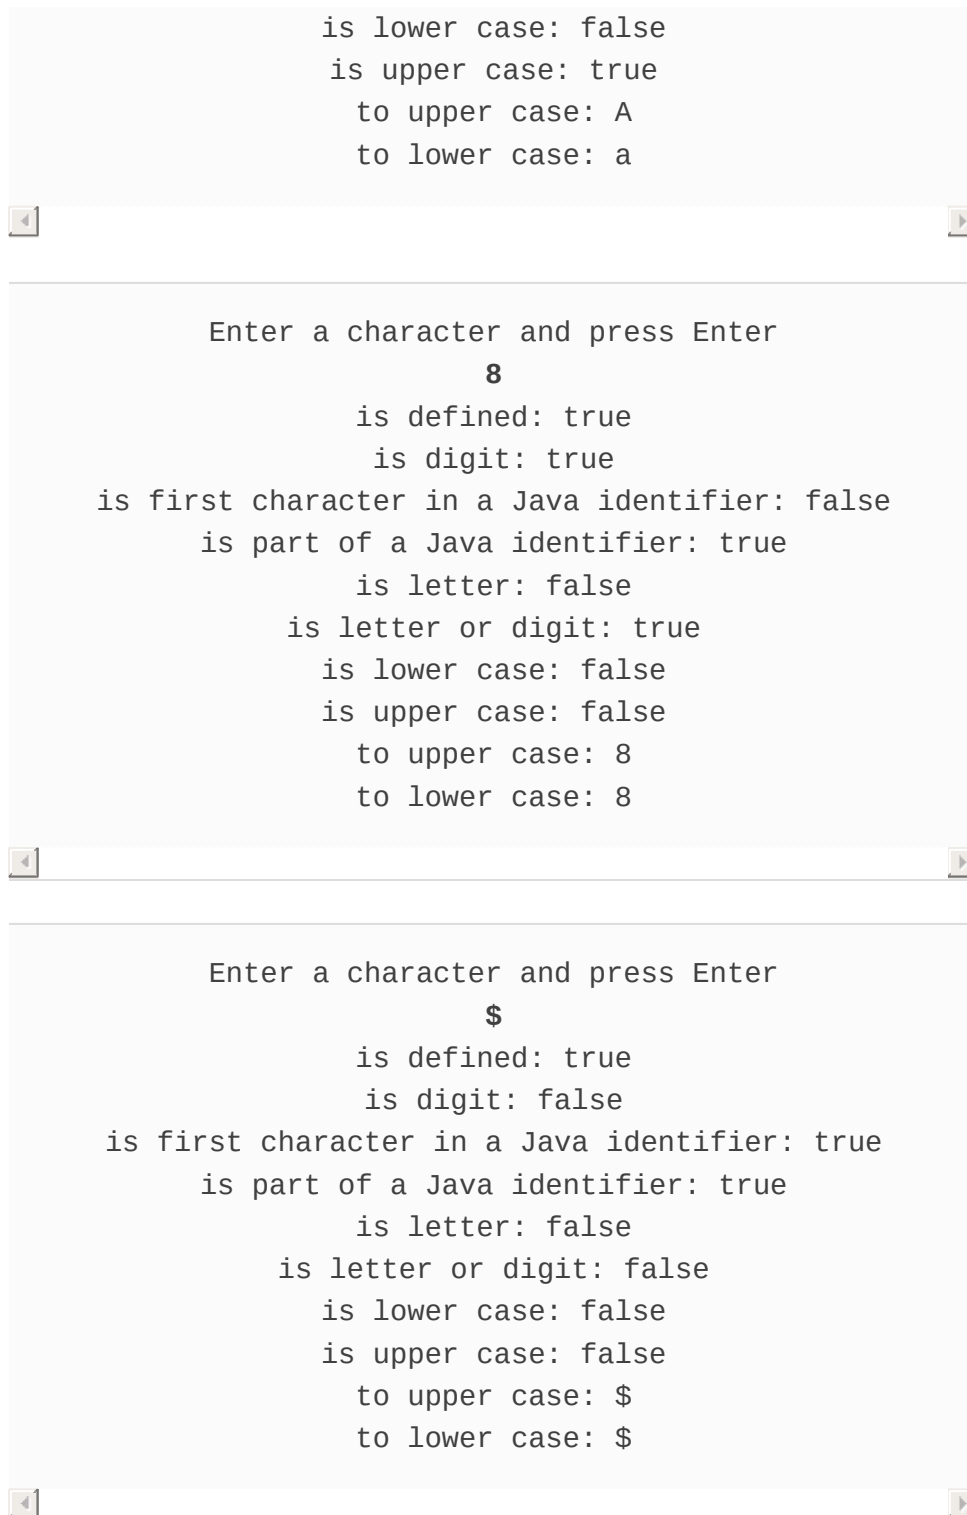 is lower case: false
is upper case: true
to upper case: A
to lower case: a
Enter a character and press Enter
8
is defined: true
is digit: true
is first character in a Java identifier: false
is part of a Java identifier: true
is letter: false
is letter or digit: true
is lower case: false
is upper case: false
to upper case: 8
to lower case: 8
Enter a character and press Enter
$
is defined: true
is digit: false
is first character in a Java identifier: true
is part of a Java identifier: true
is letter: false
is letter or digit: false
is lower case: false
is upper case: false
to upper case: $
to lower case: $